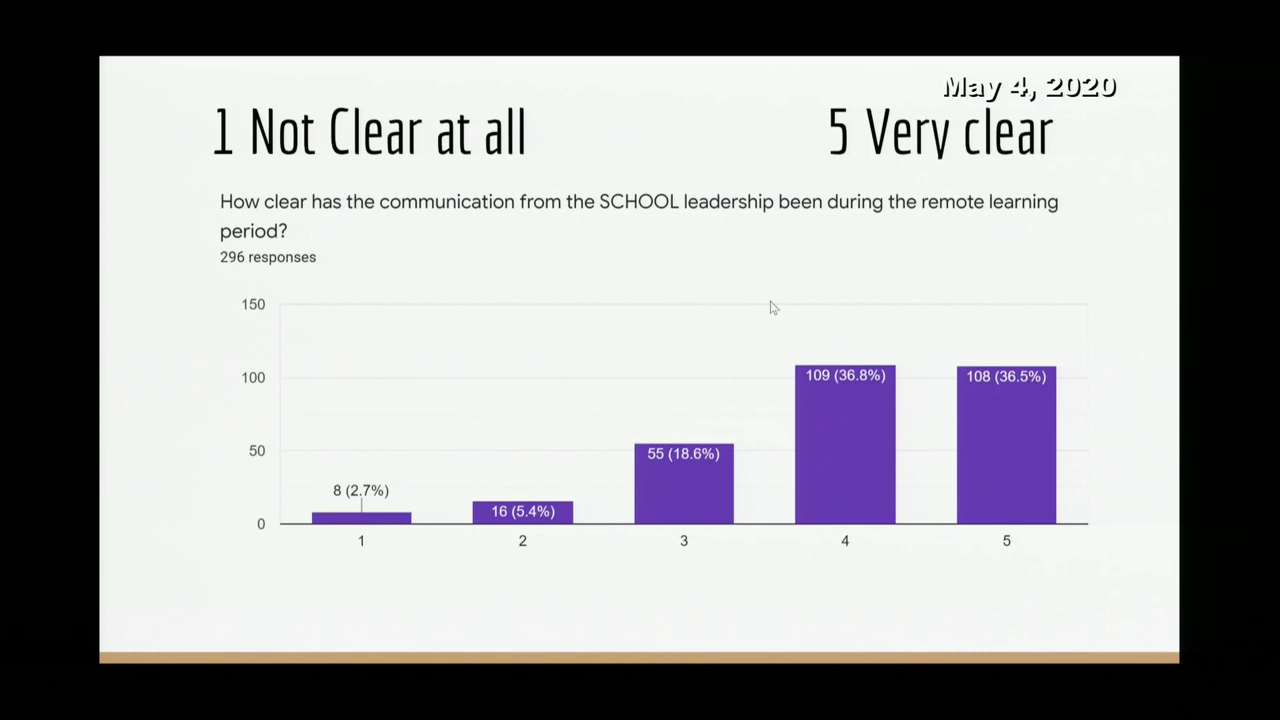 May 4, 2020
1 Not Clear at all 5 Very clear
How clear has the communication from the SCHOOL leadership been during the remote learning
period?
296 responses
150
100
50
0
8 (2.7%)
16 (5.4%)
55 (18.6%)
109 (36.8%)
108 (36.5%)
1 2 3 4 5